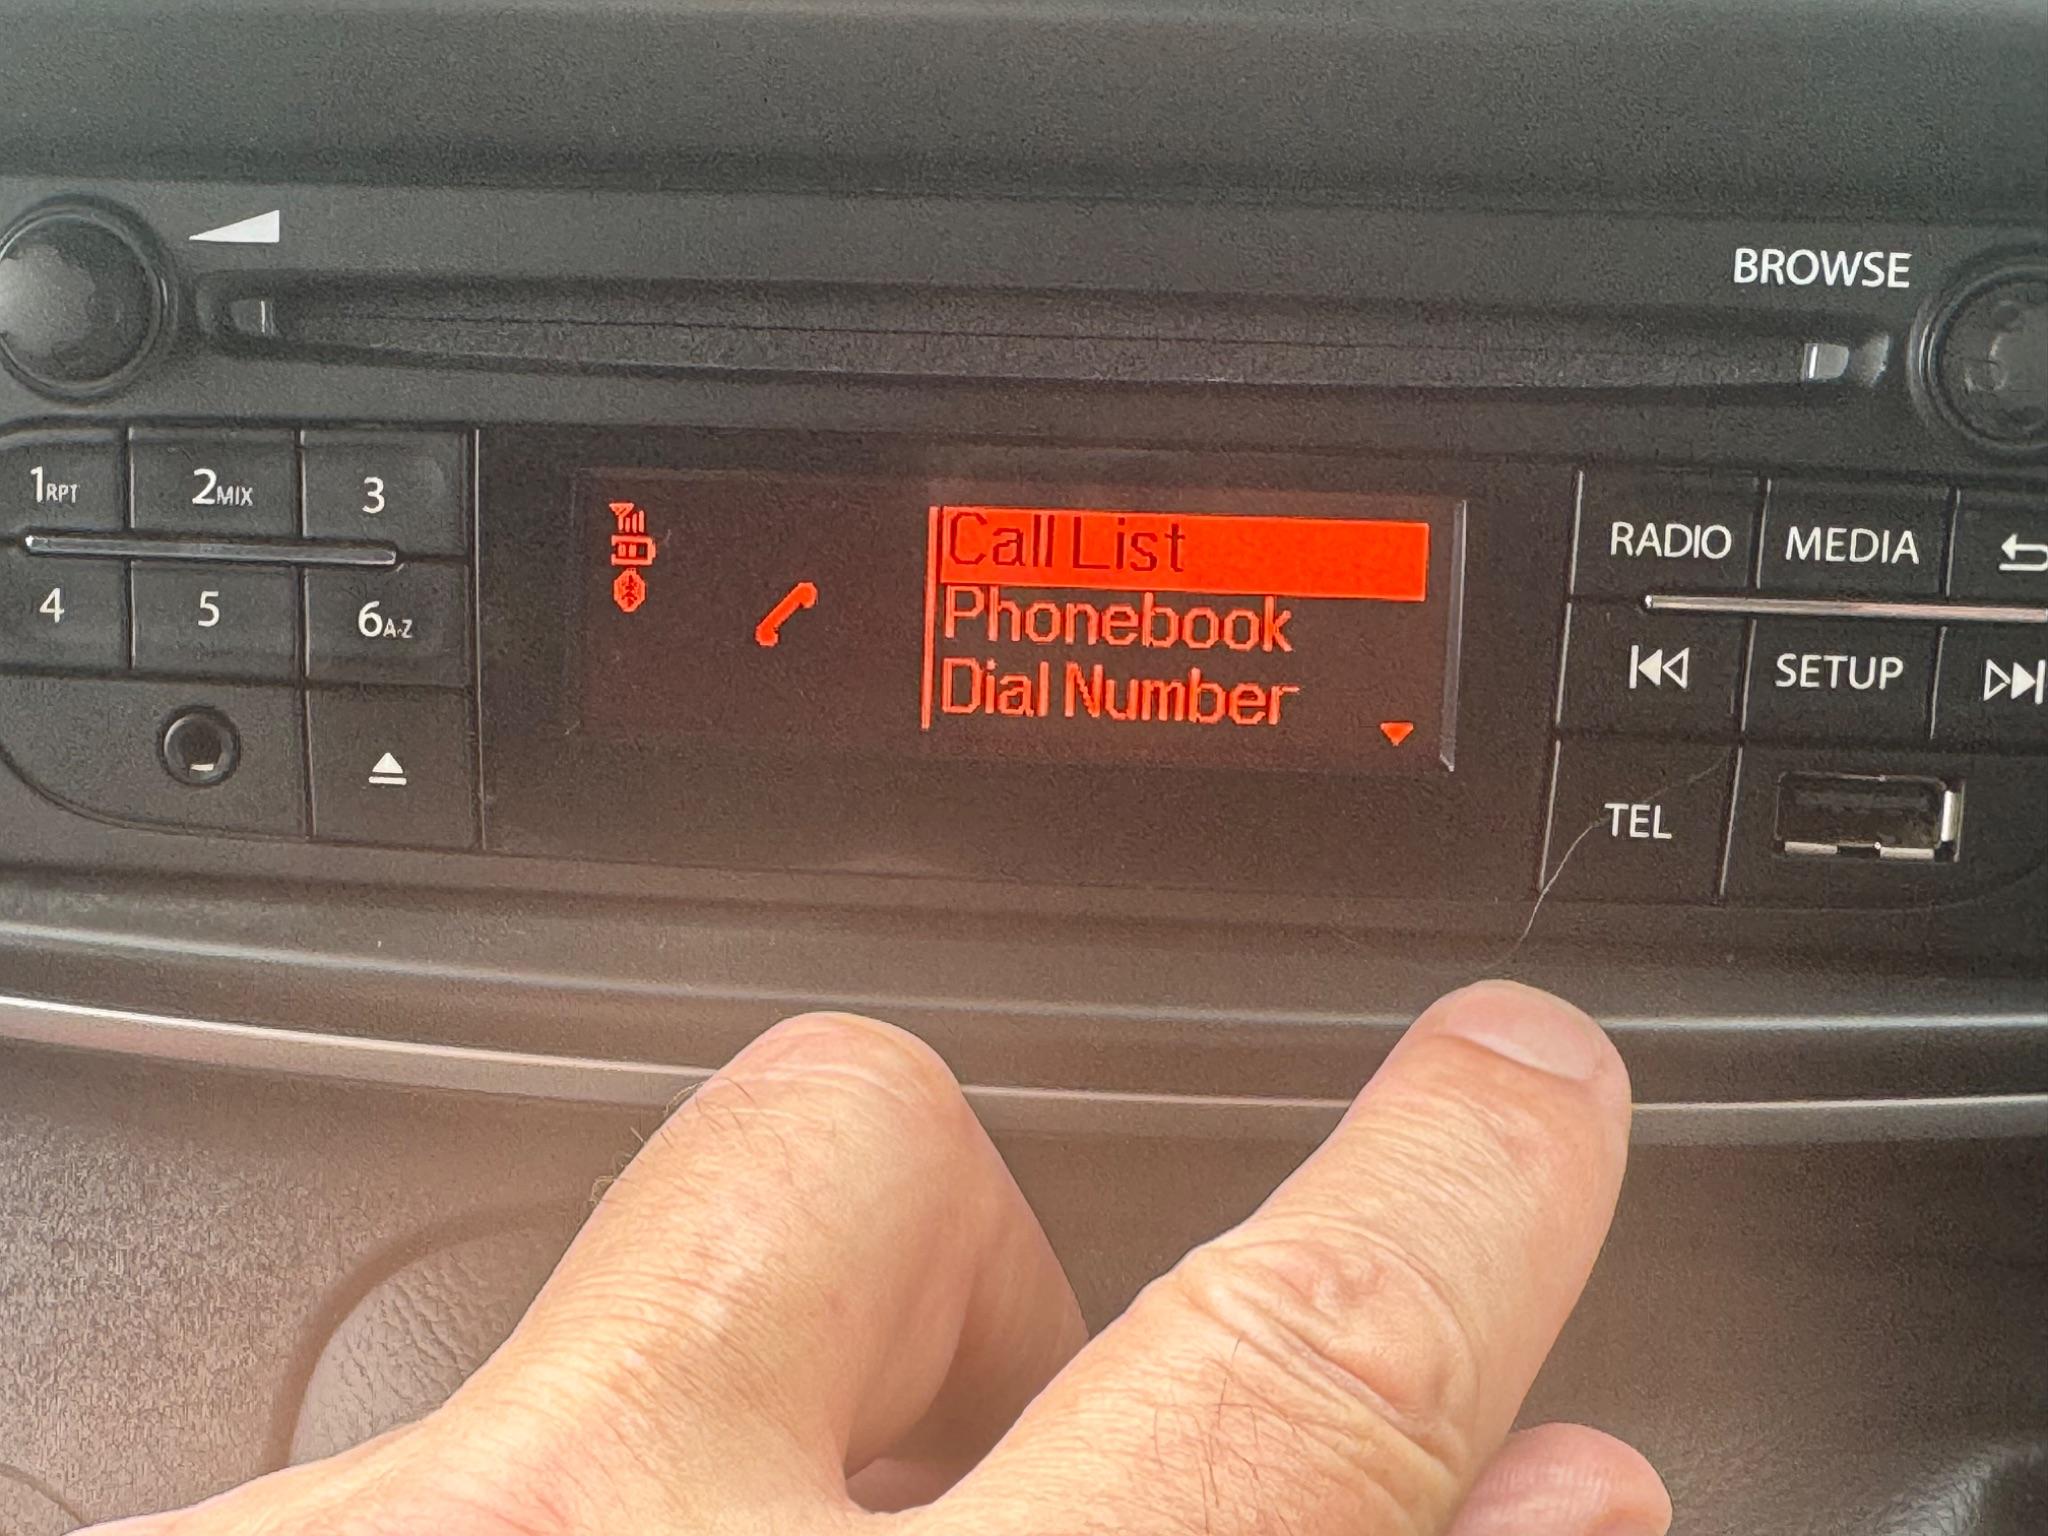 BROWSE
1RPT
2MIX
3
4
5
6A-Z
Call List
Phonebook
Dial Number
RADIO
MEDIA
SETUP
TEL